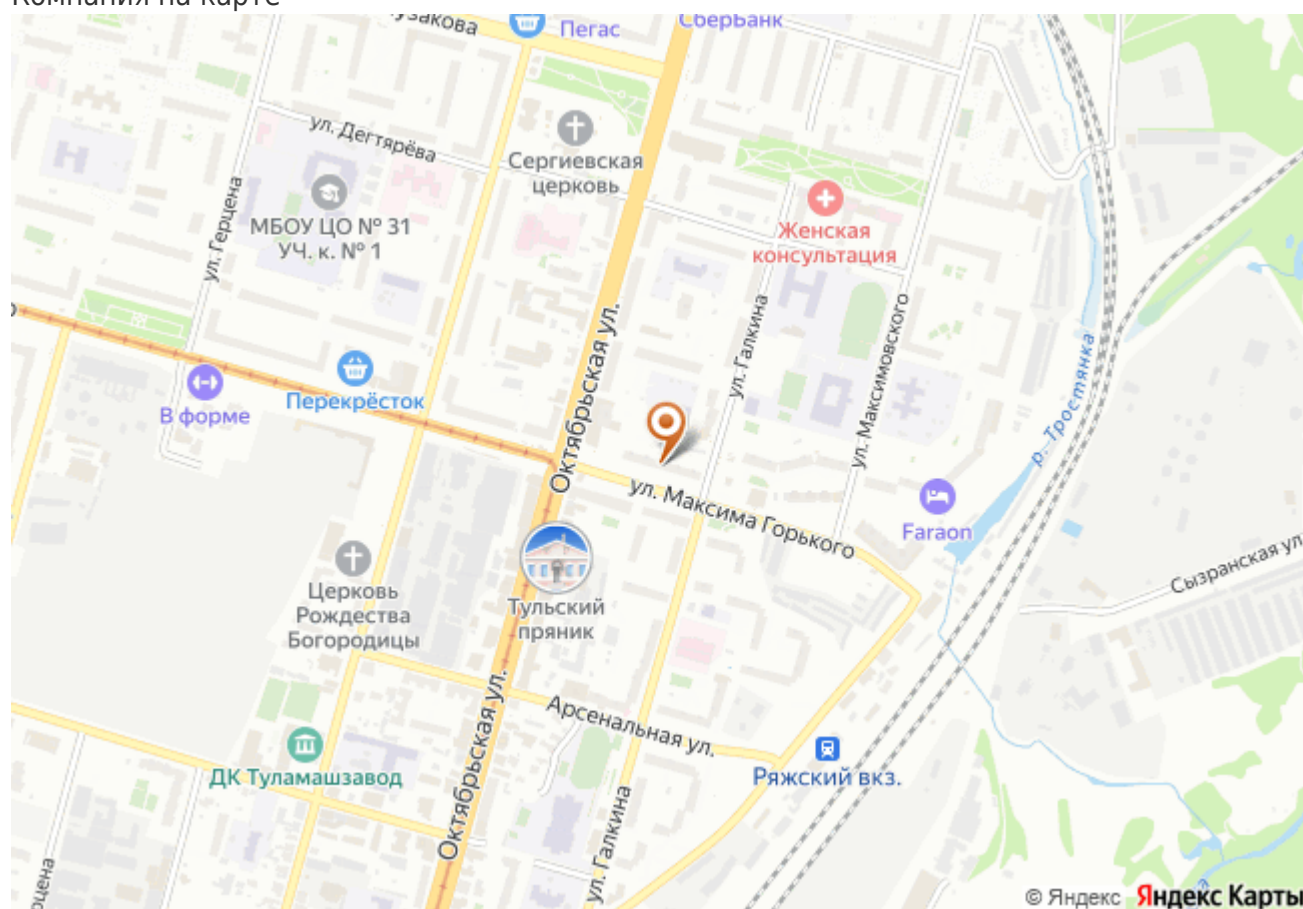 Компания на карте
Пегас
СберБанк
ул. Дегтярёва
Сергиевская
церковь
МБОУ ЦО № 31
УЧ. к. № 1
ул. Герцена
Женская
консультация
Октябрьская ул.
ул. Галкина
ул. Максимовского
р. Тростянка
Перекрёсток
В форме
ул. Максима Горького
Faraon
Сызранская ул.
Тульский
пряник
Церковь
Рождества
Богородицы
Арсенальная ул.
Октябрьская ул.
Ряжский вкз.
ДК Туламашзавод
ул. Галкина
© Яндекс Яндекс Карты